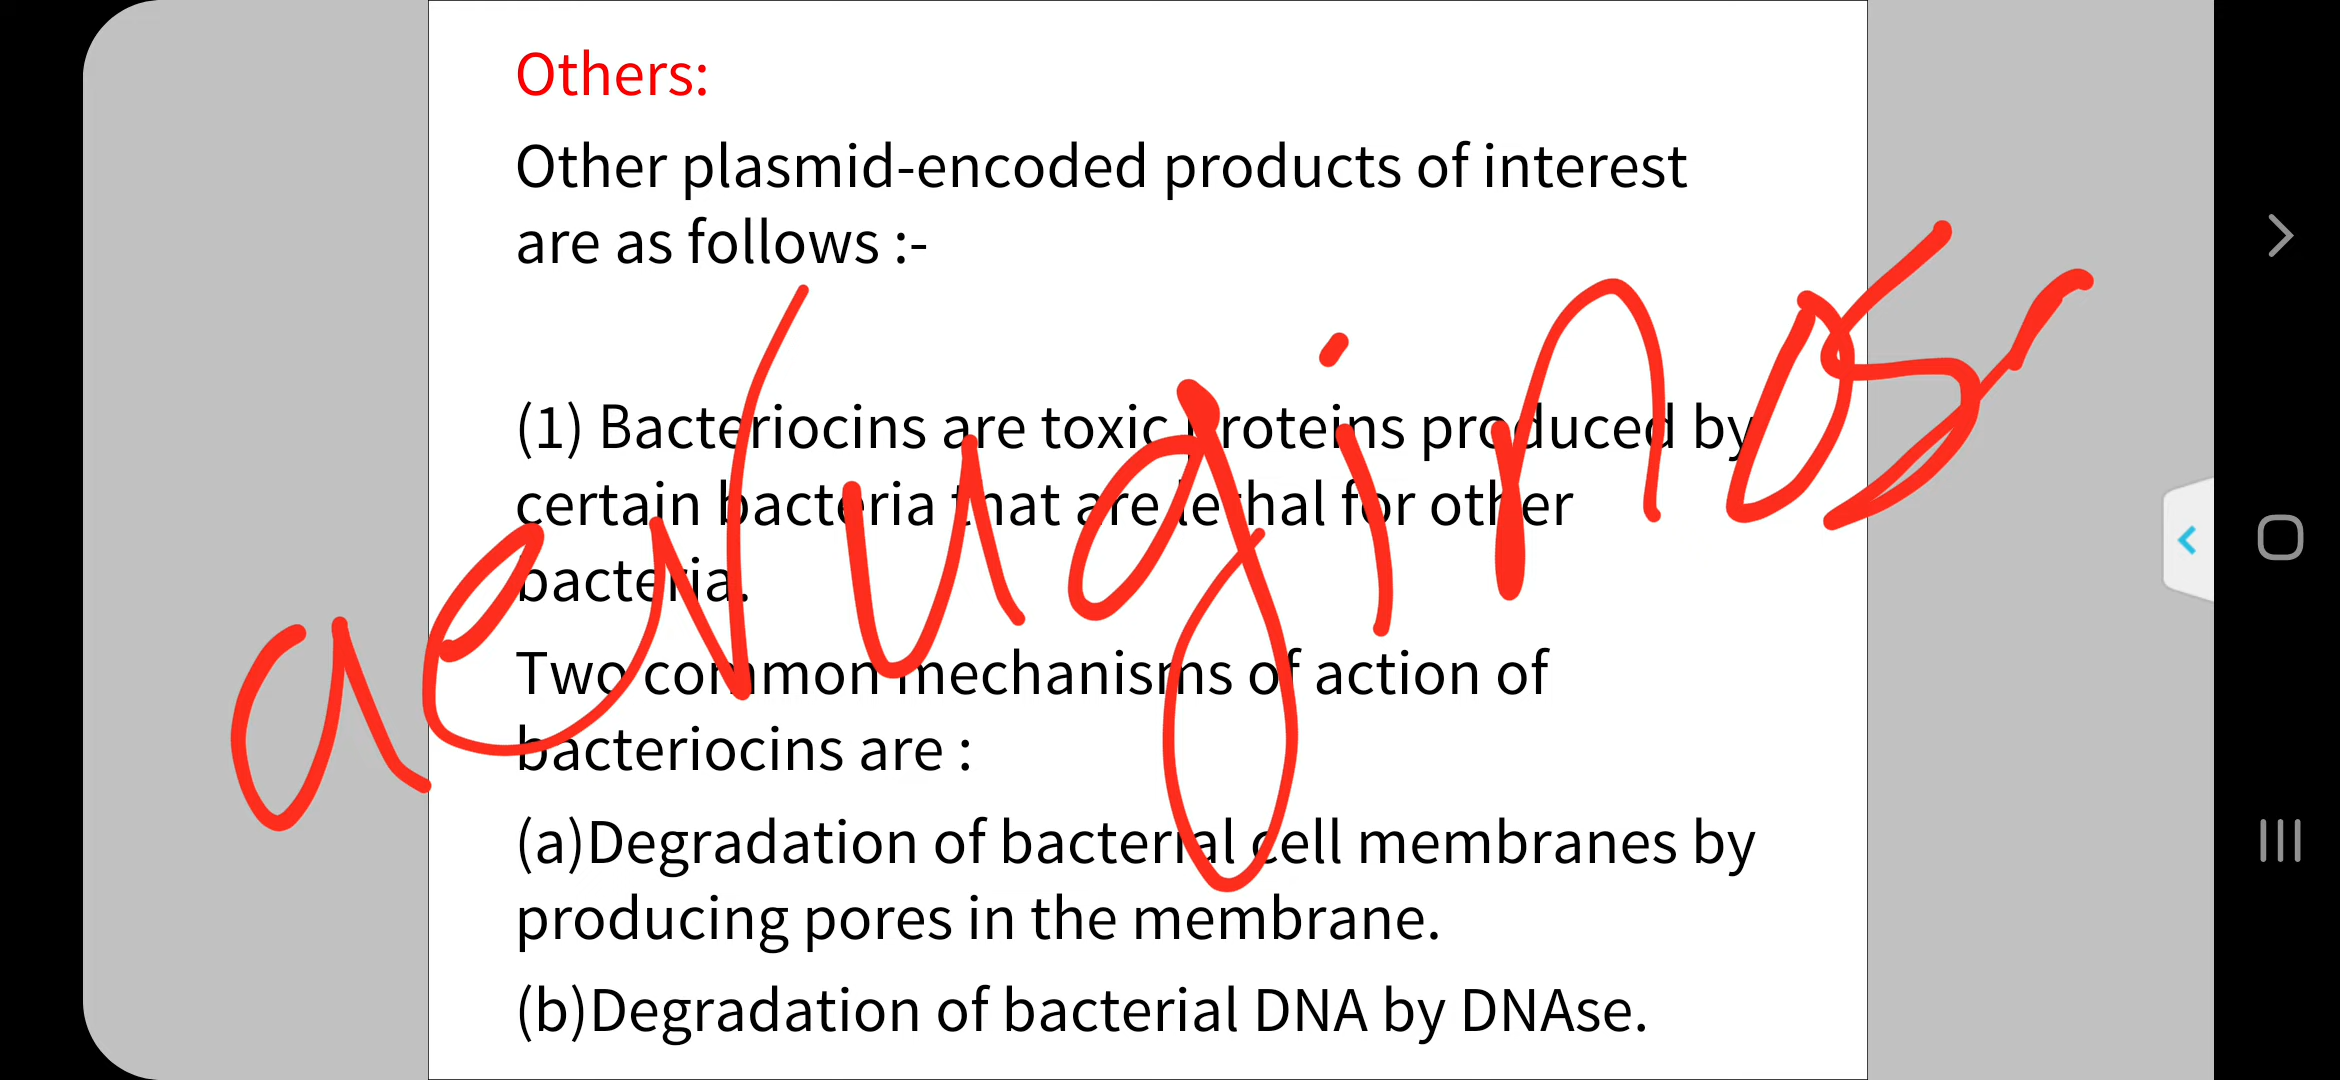 Others:
Other plasmid-encoded products of interest
are as follows :-
(1) Bacteriocins are toxic proteins produced by
certain bacteria that are lethal for other
bacteria.
Two common mechanisms of action of
bacteriocins are :
(a)Degradation of bacterial cell membranes by
producing pores in the membrane.
(b)Degradation of bacterial DNA by DNAse.
aeruginos